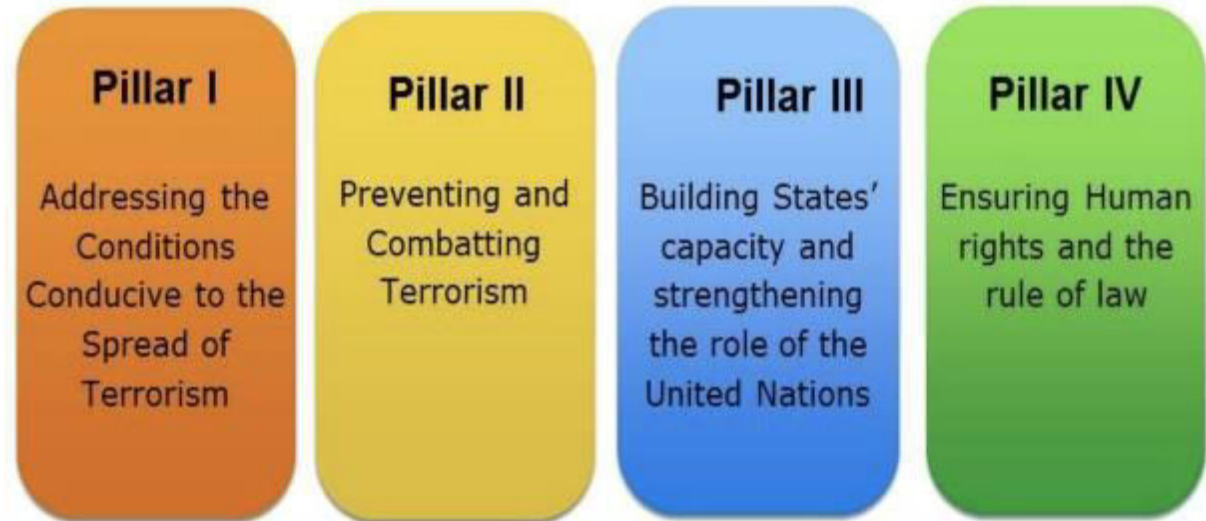 Pillar I
Addressing the
Conditions
Conducive to the
Spread of
Terrorism
Pillar II
Preventing and
Combatting
Terrorism
Pillar III
Building States’
capacity and
strengthening
the role of the
United Nations
Pillar IV
Ensuring Human
rights and the
rule of law